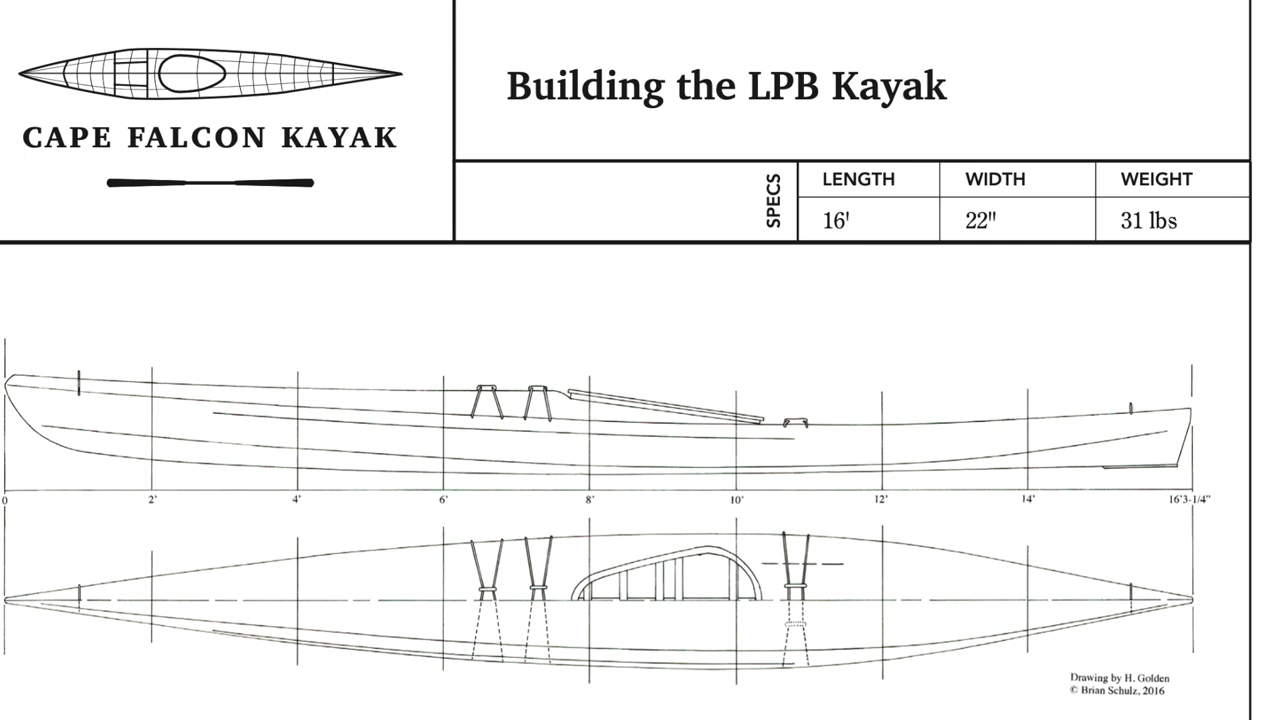 Building the LPB Kayak
CAPE FALCON KAYAK
SPECS
LENGTH WIDTH WEIGHT
16' 22" 31 lbs
0 2' 4' 6' 8' 10' 12' 14' 16'3-1/4"
Drawing by H. Golden
© Brian Schulz, 2016